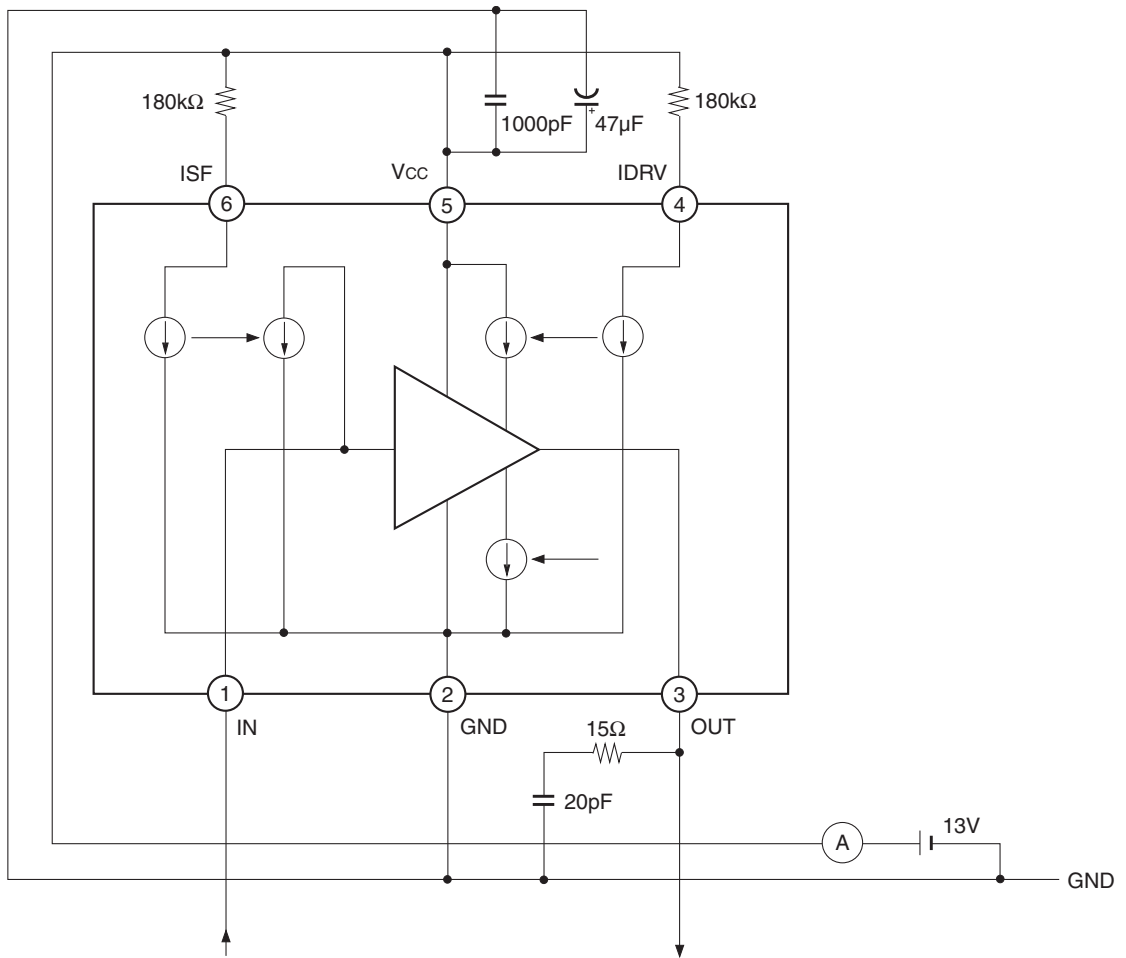 180kΩ
1000pF
+
47µF
180kΩ
ISF
VCC
IDRV
6
5
4
1
2
3
IN
GND
OUT
15Ω
20pF
A
13V
GND